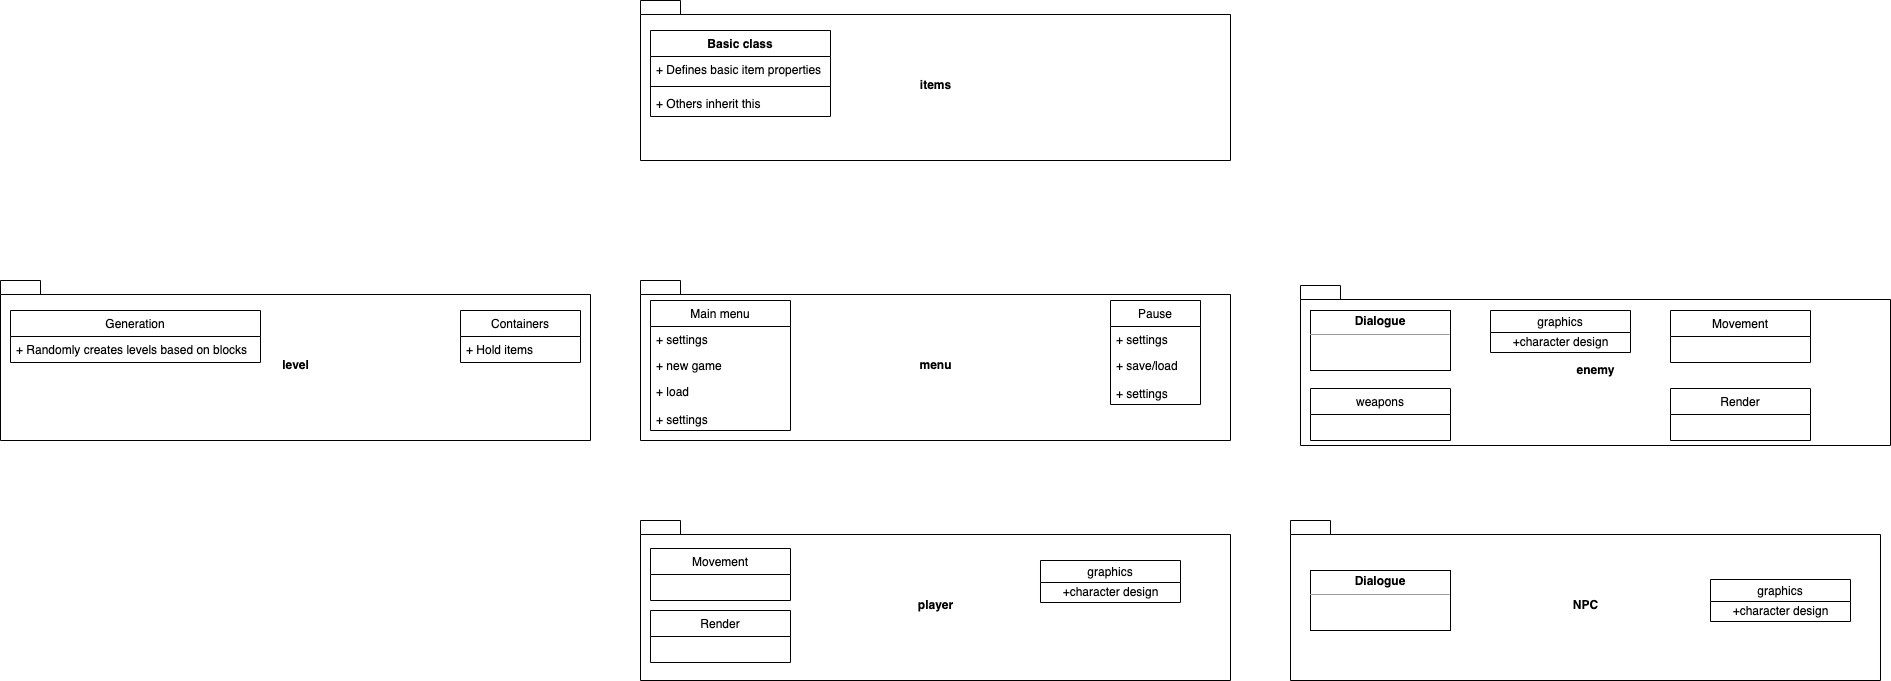 Basic class
+ Defines basic item properties
+ Others inherit this
items
Generation
+ Randomly creates levels based on blocks
Containers
+ Hold items
level
Main menu
+ settings
+ new game
+ load
+ settings
menu
Pause
+ settings
+ save/load
+ settings
Dialogue
graphics
+character design
Movement
enemy
weapons
Render
Movement
Render
player
graphics
+character design
Dialogue
NPC
graphics
+character design